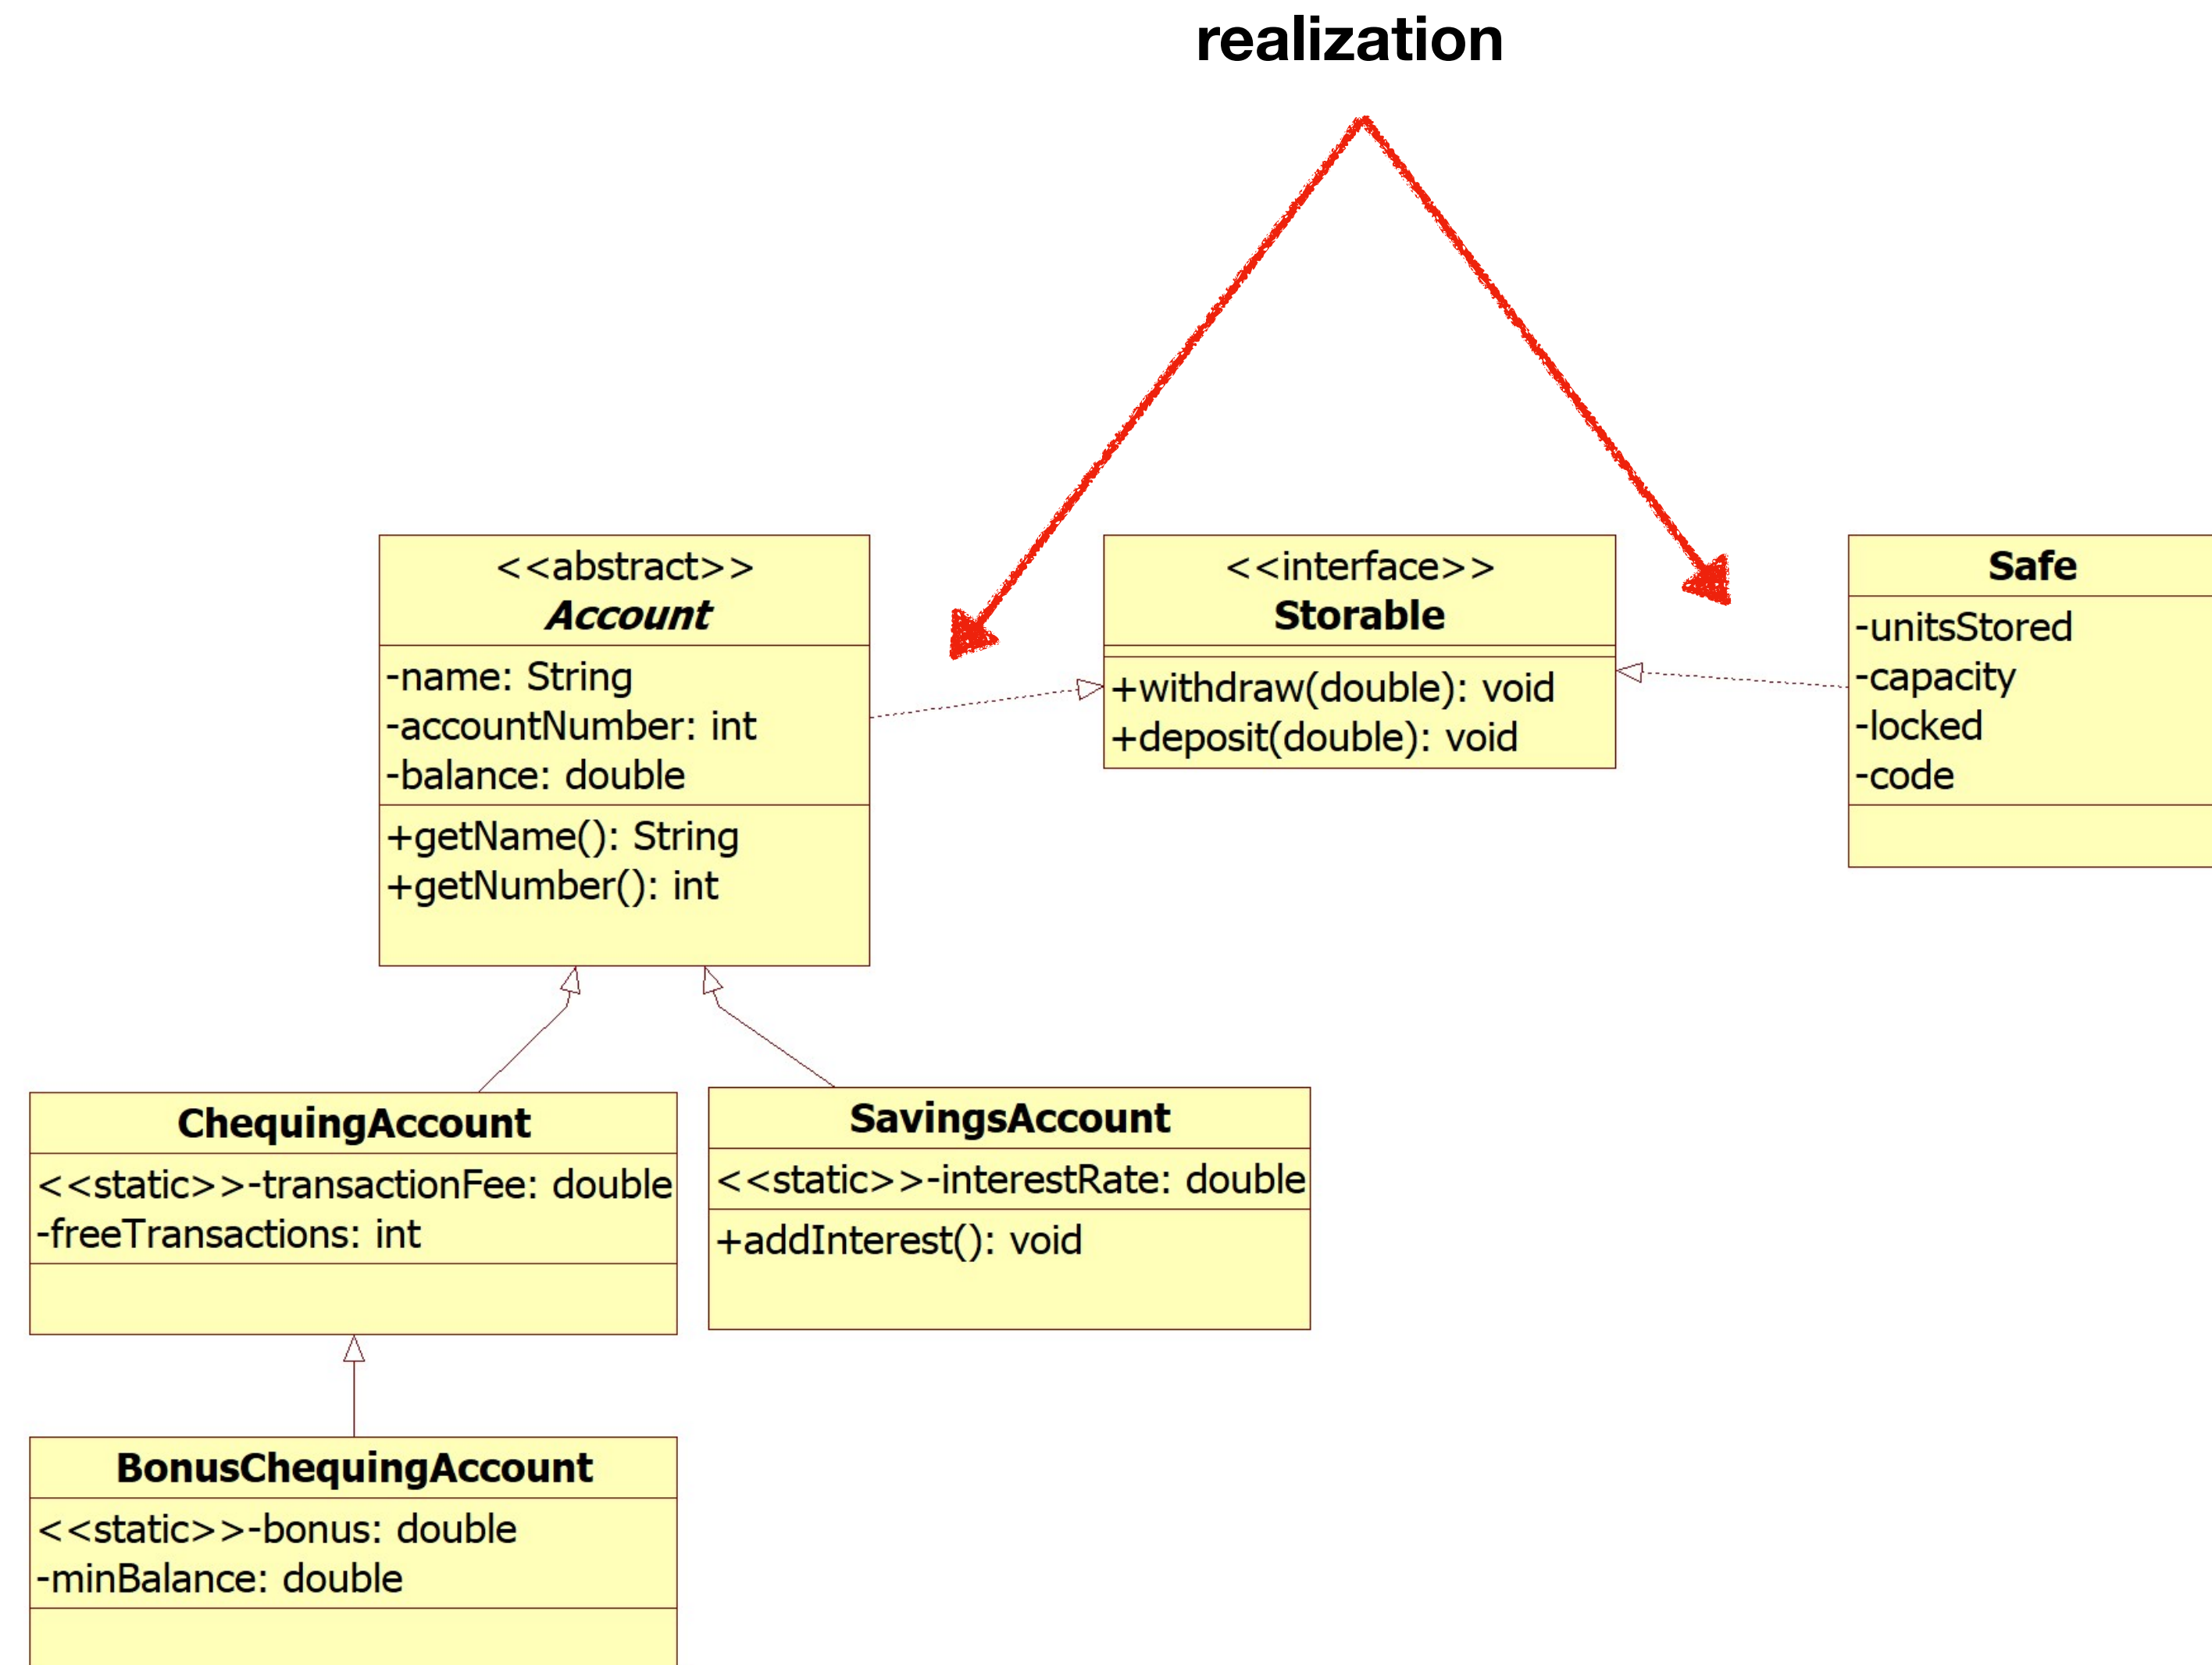 realization
<<abstract>>
Account
-name: String
-accountNumber: int
-balance: double
+getName(): String
+getNumber(): int
<<interface>>
Storable
+withdraw(double): void
+deposit(double): void
Safe
-unitsStored
-capacity
-locked
-code
ChequingAccount
<<static>>-transactionFee: double
-freeTransactions: int
SavingsAccount
<<static>>-interestRate: double
+addInterest(): void
BonusChequingAccount
<<static>>-bonus: double
-minBalance: double